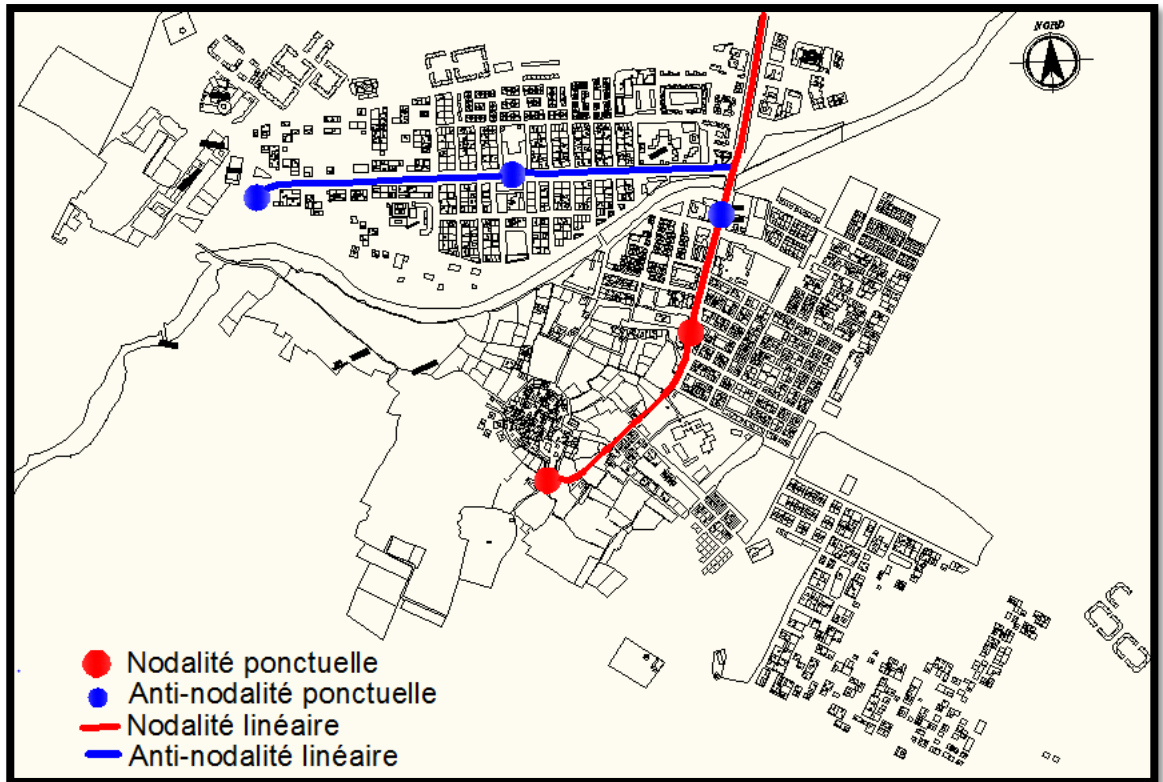 NORD
Nodalité ponctuelle
Anti-nodalité ponctuelle
Nodalité linéaire
Anti-nodalité linéaire